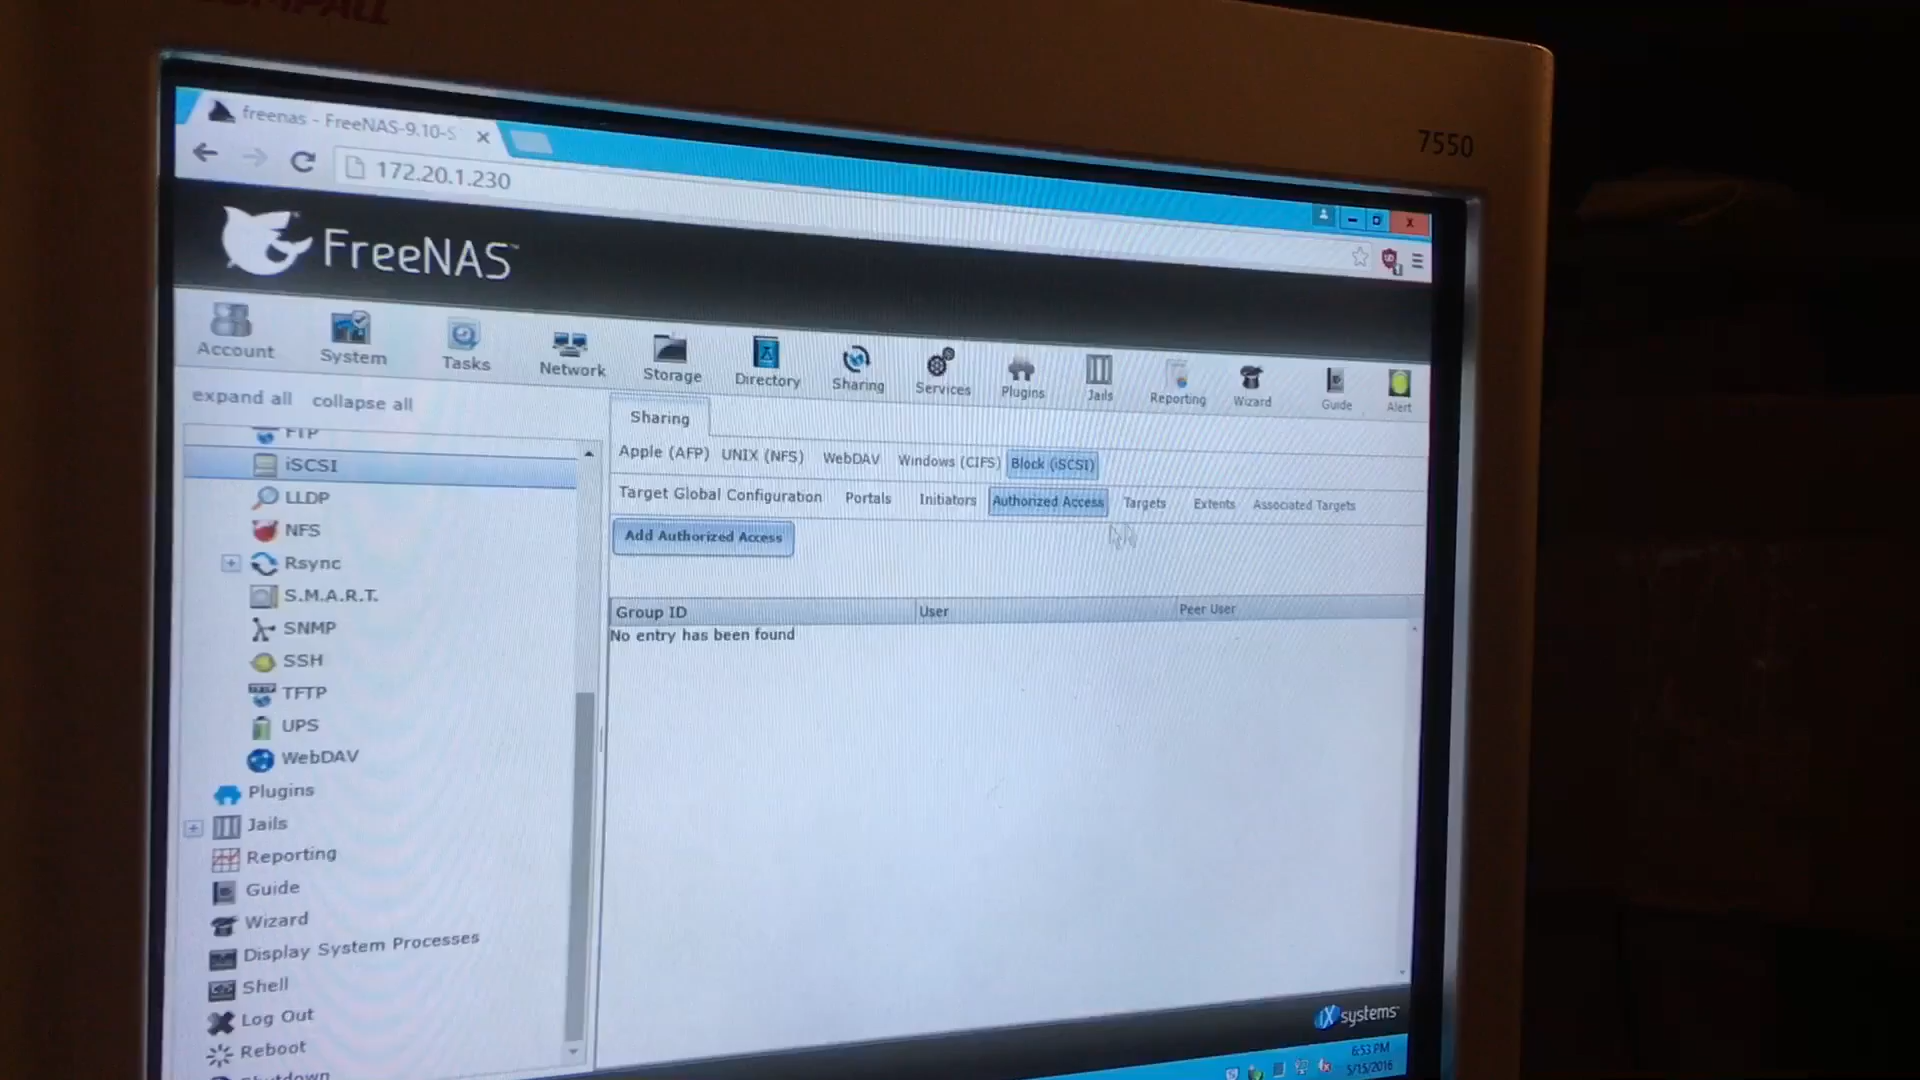 7550
freenas - FreeNAS-9.10-S
172.20.1.230
FreeNAS
Account System Tasks Network Storage Directory Sharing Services Plugins Jails Reporting Wizard Guide Alert
expand all collapse all
FTP
iSCSI
LLDP
NFS
Rsync
S.M.A.R.T.
SNMP
SSH
TFTP
UPS
WebDAV
Plugins
Jails
Reporting
Guide
Wizard
Display System Processes
Shell
Log Out
Reboot
Shutdown
Sharing
Apple (AFP) UNIX (NFS) WebDAV Windows (CIFS) Block (iSCSI)
Target Global Configuration Portals Initiators Authorized Access Targets Extents Associated Targets
Add Authorized Access
Group ID User Peer User
No entry has been found
iX systems
6:53 PM
5/15/2016